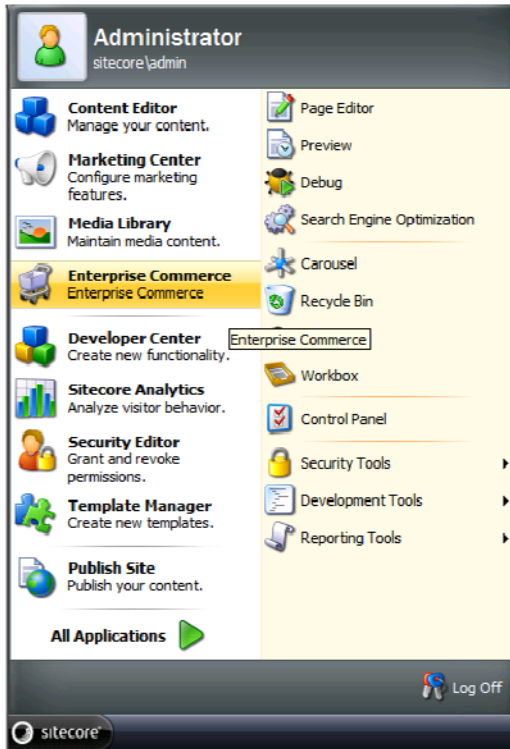 Administrator
sitecore\admin
Content Editor
Manage your content.
Marketing Center
Configure marketing
features.
Media Library
Maintain media content.
Enterprise Commerce
Enterprise Commerce
Developer Center
Create new functionality.
Sitecore Analytics
Analyze visitor behavior.
Security Editor
Grant and revoke
permissions.
Template Manager
Create new templates.
Publish Site
Publish your content.
All Applications
Page Editor
Preview
Debug
Search Engine Optimization
Carousel
Recycle Bin
Enterprise Commerce
Workbox
Control Panel
Security Tools
Development Tools
Reporting Tools
Log Off
sitecore